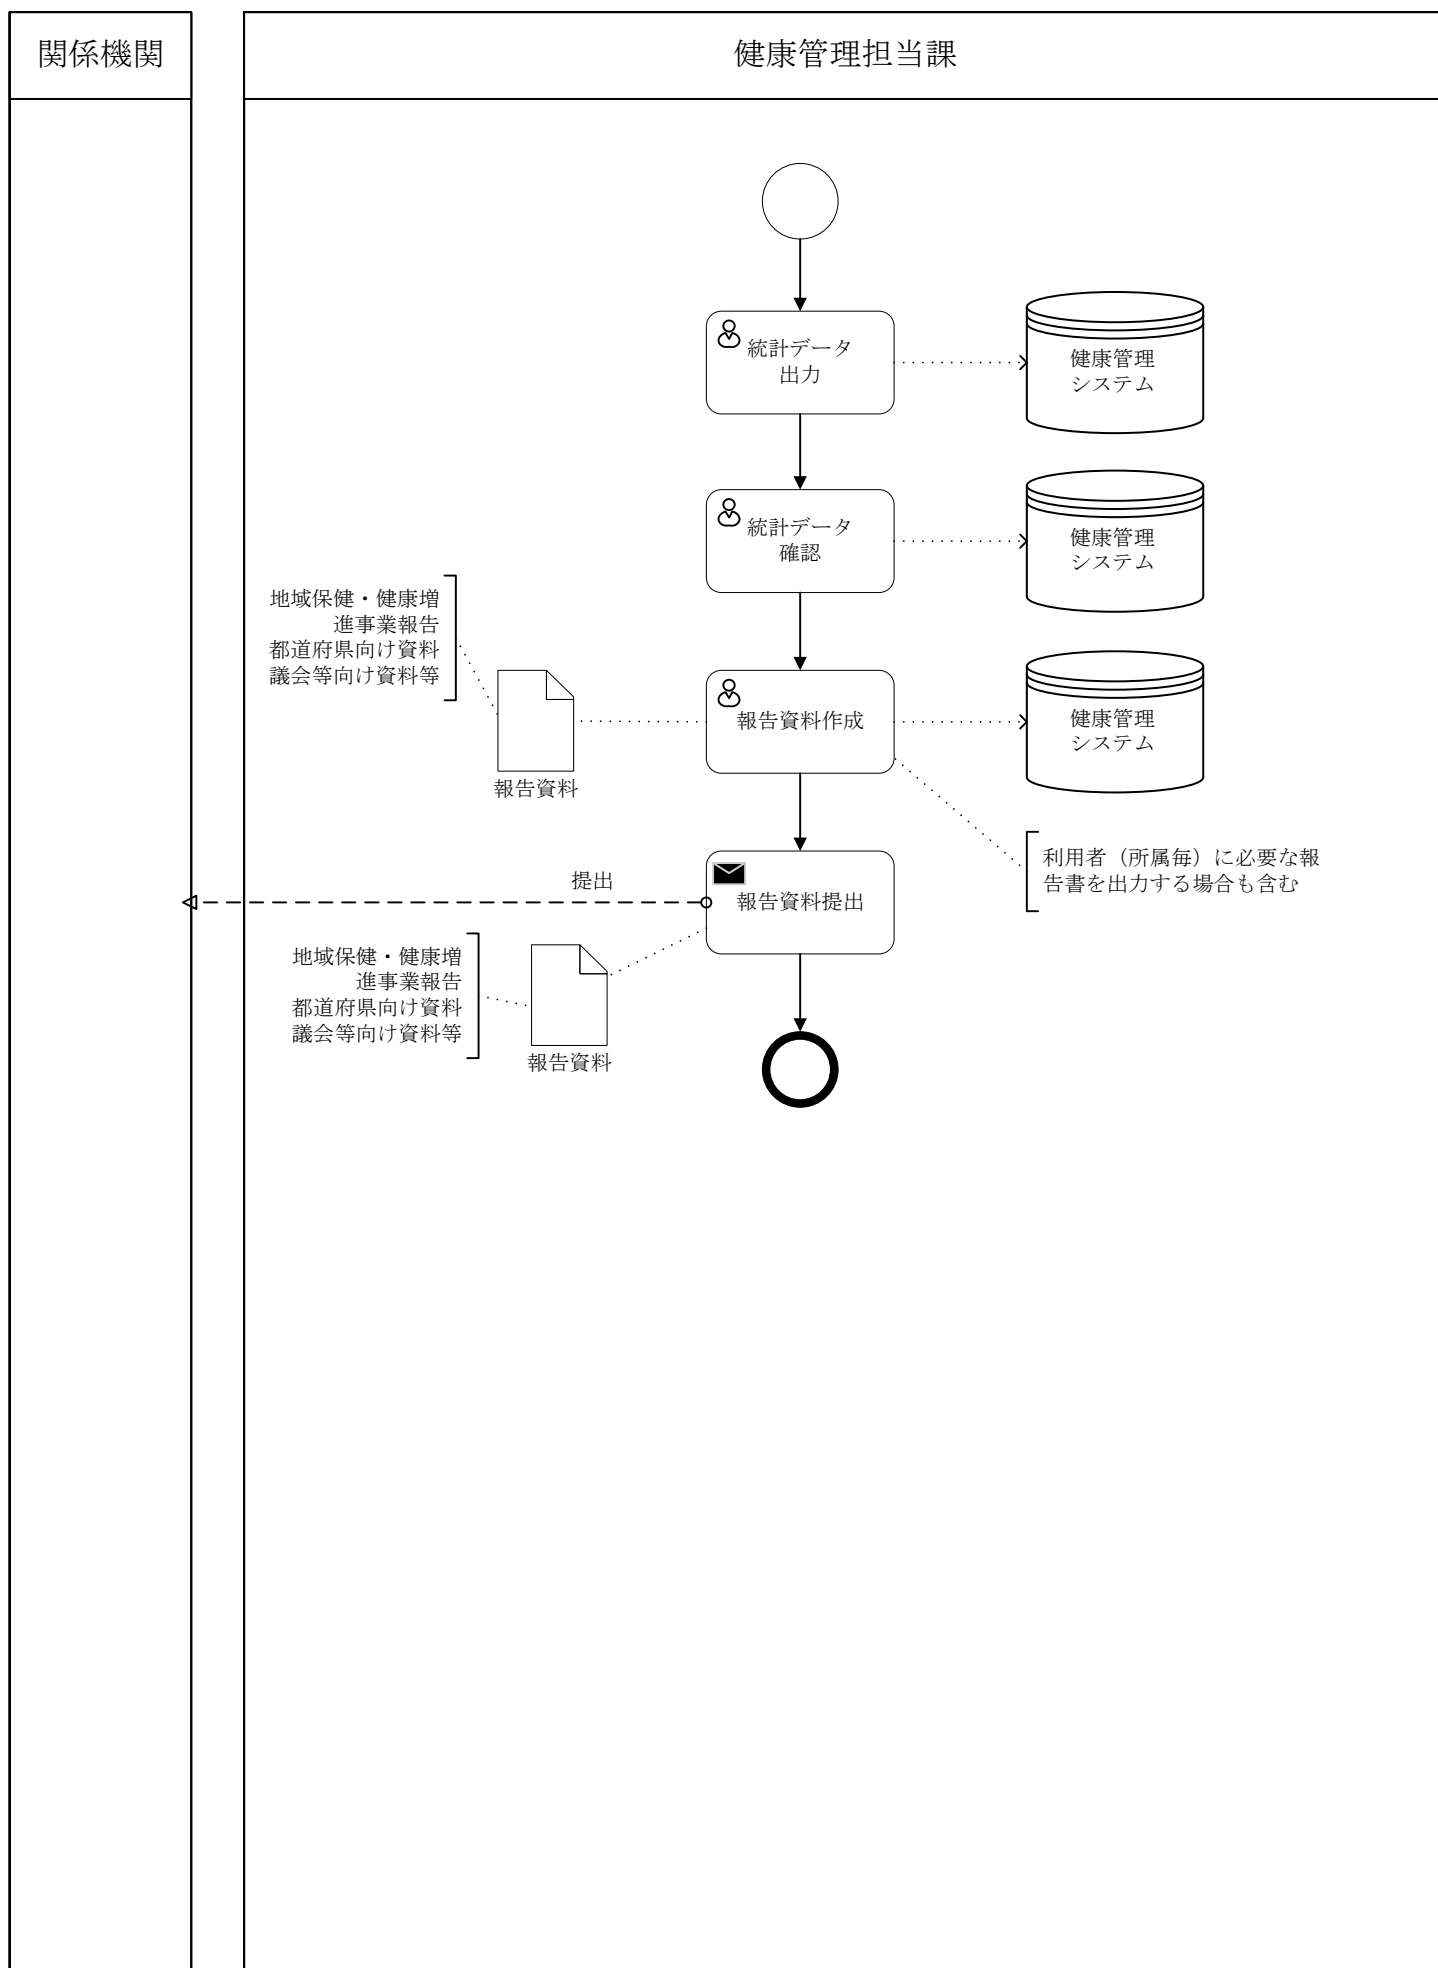 関係機関
健康管理担当課
統計データ
出力
健康管理
システム
統計データ
確認
健康管理
システム
地域保健・健康増
進事業報告
都道府県向け資料
議会等向け資料等
報告資料
報告資料作成
健康管理
システム
利用者（所属毎）に必要な報
告書を出力する場合も含む
提出
報告資料提出
地域保健・健康増
進事業報告
都道府県向け資料
議会等向け資料等
報告資料